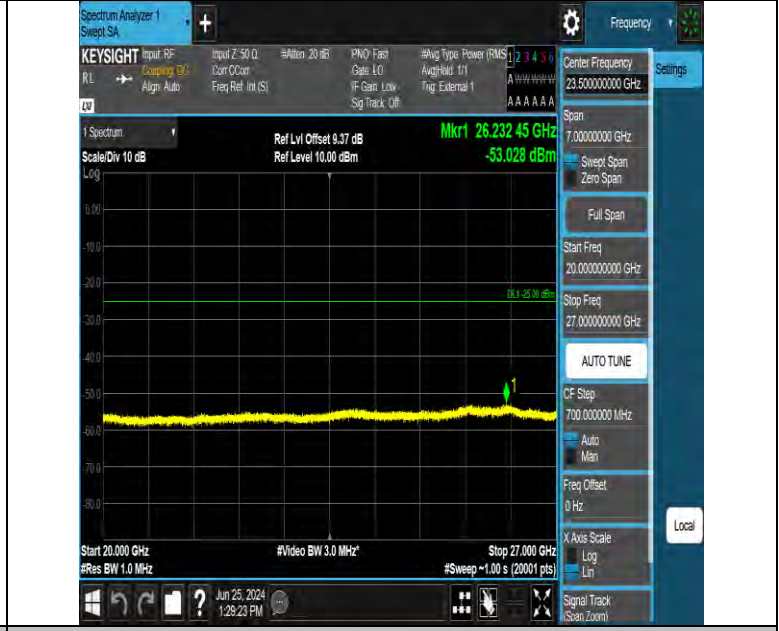 Spectrum Analyzer 1
Swept SA
+
Frequency
KEYSIGHT
RL
Input: RF
Coupling: DC
Align: Auto
Input Z: 50 Ω
Corr CCorr
Freq Ref: Int (S)
#Atten: 20 dB
PNO: Fast
Gate: LO
IF Gain: Low
Sig Track: Off
#Avg Type: Power (RMS
Avg|Hold: 1/1
Trig: External 1
1 2 3 4 5 6
A W W W W W
A A A A A A
LXI
1 Spectrum
Scale/Div 10 dB
Log
Ref Lvl Offset 9.37 dB
Ref Level 10.00 dBm
Mkr1 26.232 45 GHz
-53.028 dBm
0.00
-10.0
-20.0
-30.0
-40.0
-50.0
-60.0
-70.0
-80.0
DL1 -25.00 dBm
1
Start 20.000 GHz
#Res BW 1.0 MHz
#Video BW 3.0 MHz*
Stop 27.000 GHz
#Sweep ~1.00 s (20001 pts)
Center Frequency
23.500000000 GHz
Settings
Span
7.00000000 GHz
Swept Span
Zero Span
Full Span
Start Freq
20.000000000 GHz
Stop Freq
27.000000000 GHz
AUTO TUNE
CF Step
700.000000 MHz
Auto
Man
Freq Offset
0 Hz
X Axis Scale
Log
Lin
Local
Signal Track
(Span Zoom)
?
Jun 25, 2024
1:29:23 PM